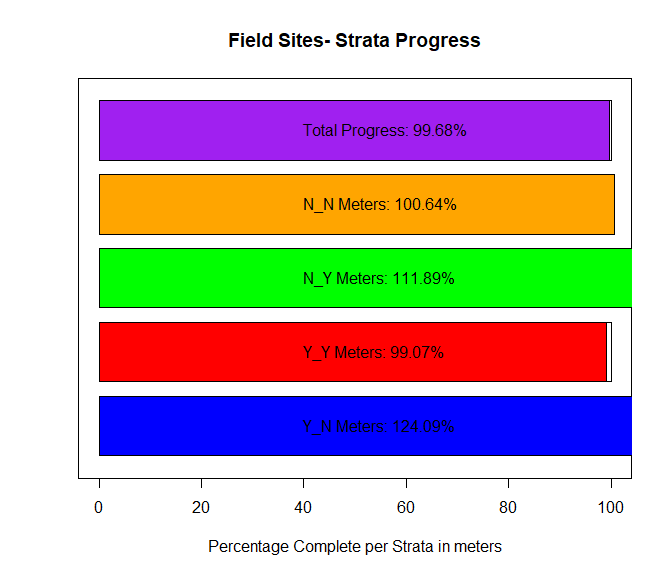 Field Sites- Strata Progress
Total Progress: 99.68%
N_N Meters: 100.64%
N_Y Meters: 111.89%
Y_Y Meters: 99.07%
Y_N Meters: 124.09%
0 20 40 60 80 100
Percentage Complete per Strata in meters